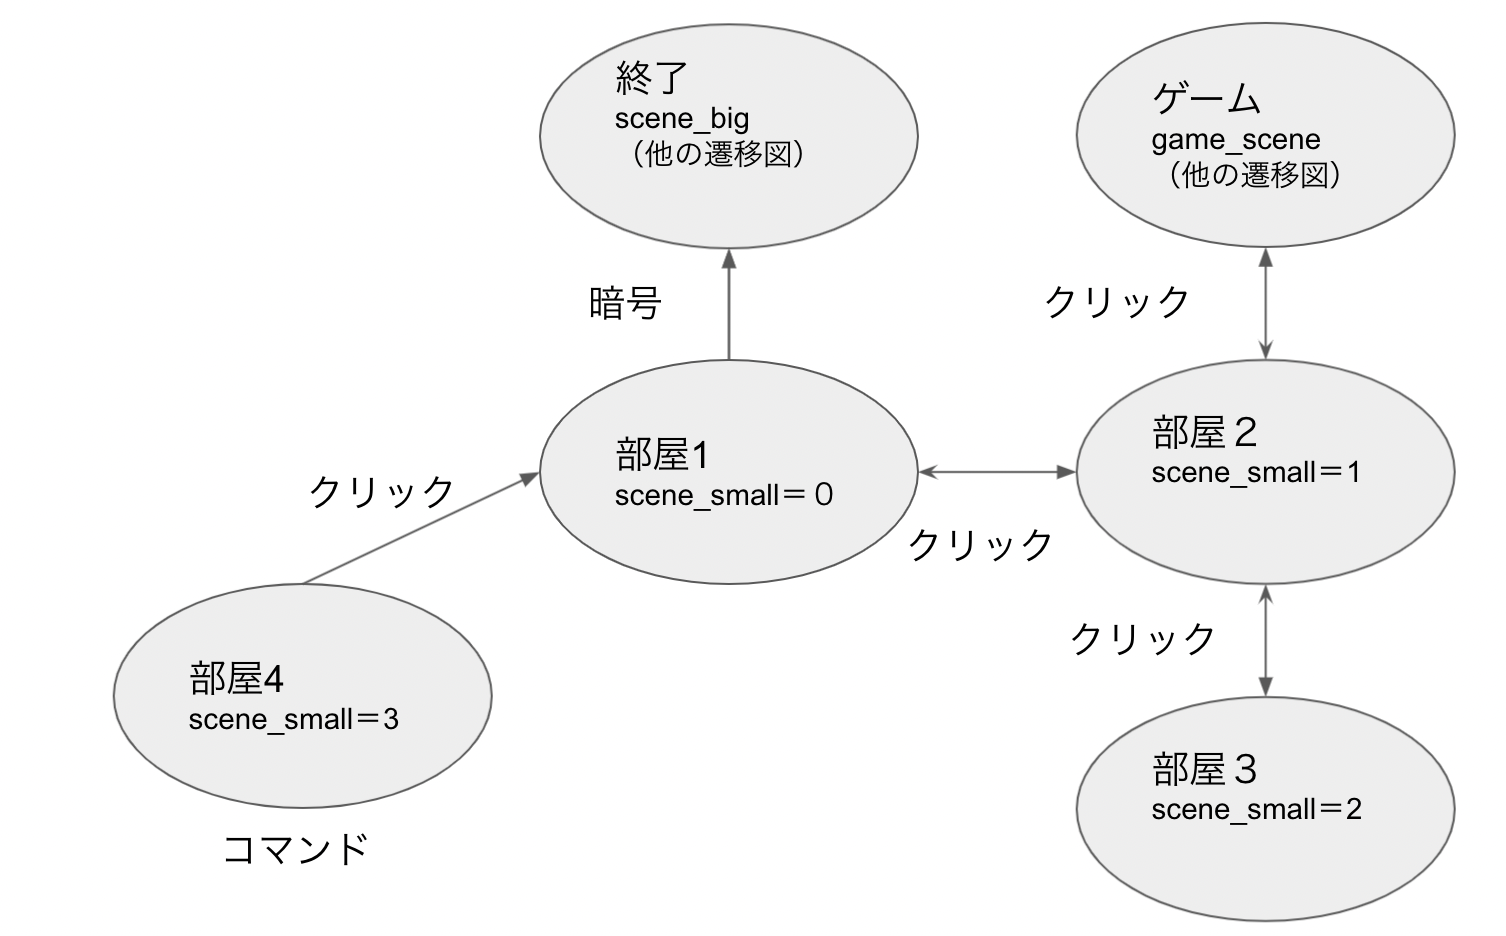 終了
scene_big
（他の遷移図）
ゲーム
game_scene
（他の遷移図）
暗号
クリック
部屋1
scene_small＝０
部屋２
scene_small＝1
クリック
クリック
クリック
部屋4
scene_small＝3
部屋３
scene_small＝2
コマンド